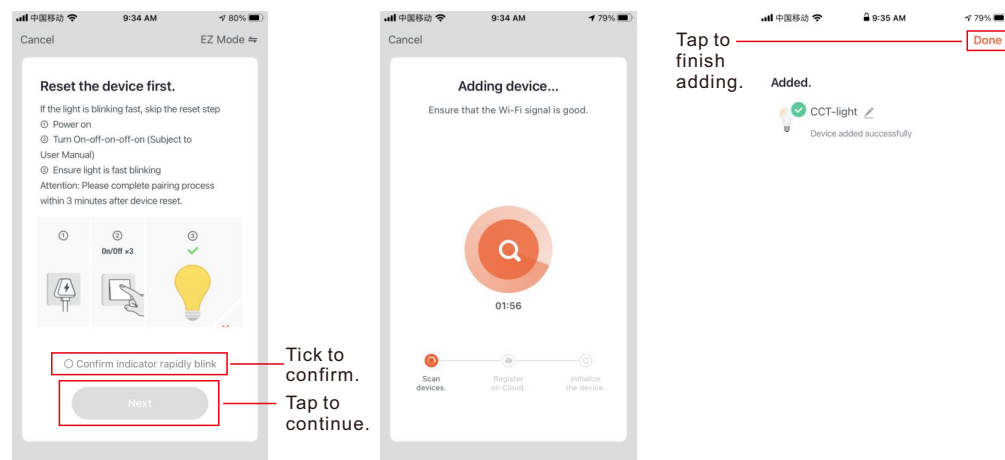 中国移动 9:34 AM 80%
Cancel EZ Mode
Reset the device first.
If the light is blinking fast, skip the reset step
① Power on
② Turn On-off-on-off-on (Subject to
User Manual)
③ Ensure light is fast blinking
Attention: Please complete pairing process
within 3 minutes after device reset.
① ② ③
On/Off ×3
Confirm indicator rapidly blink
Next
Tick to
confirm.
Tap to
continue.
中国移动 9:34 AM 79%
Cancel
Adding device...
Ensure that the Wi-Fi signal is good.
01:56
Scan
devices.
Register
on Cloud.
Initialize
the device.
中国移动 9:35 AM 79%
Tap to
finish
adding.
Done
Added.
CCT-light
Device added successfully